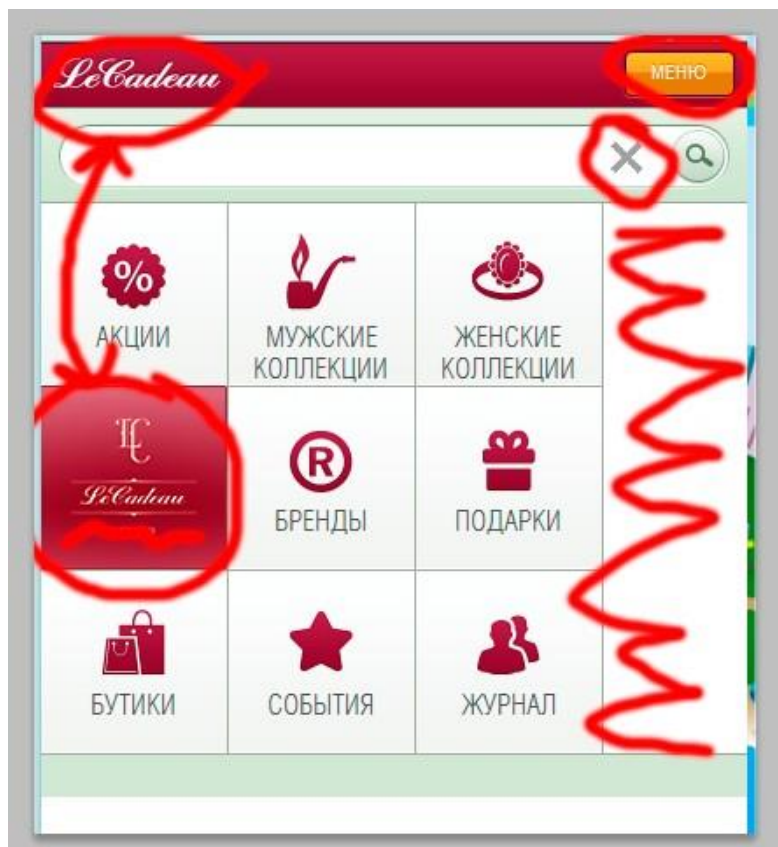 LeCadeau
МЕНЮ
%
АКЦИИ
МУЖСКИЕ
КОЛЛЕКЦИИ
ЖЕНСКИЕ
КОЛЛЕКЦИИ
LC
LeCadeau
®
БРЕНДЫ
ПОДАРКИ
БУТИКИ
СОБЫТИЯ
ЖУРНАЛ